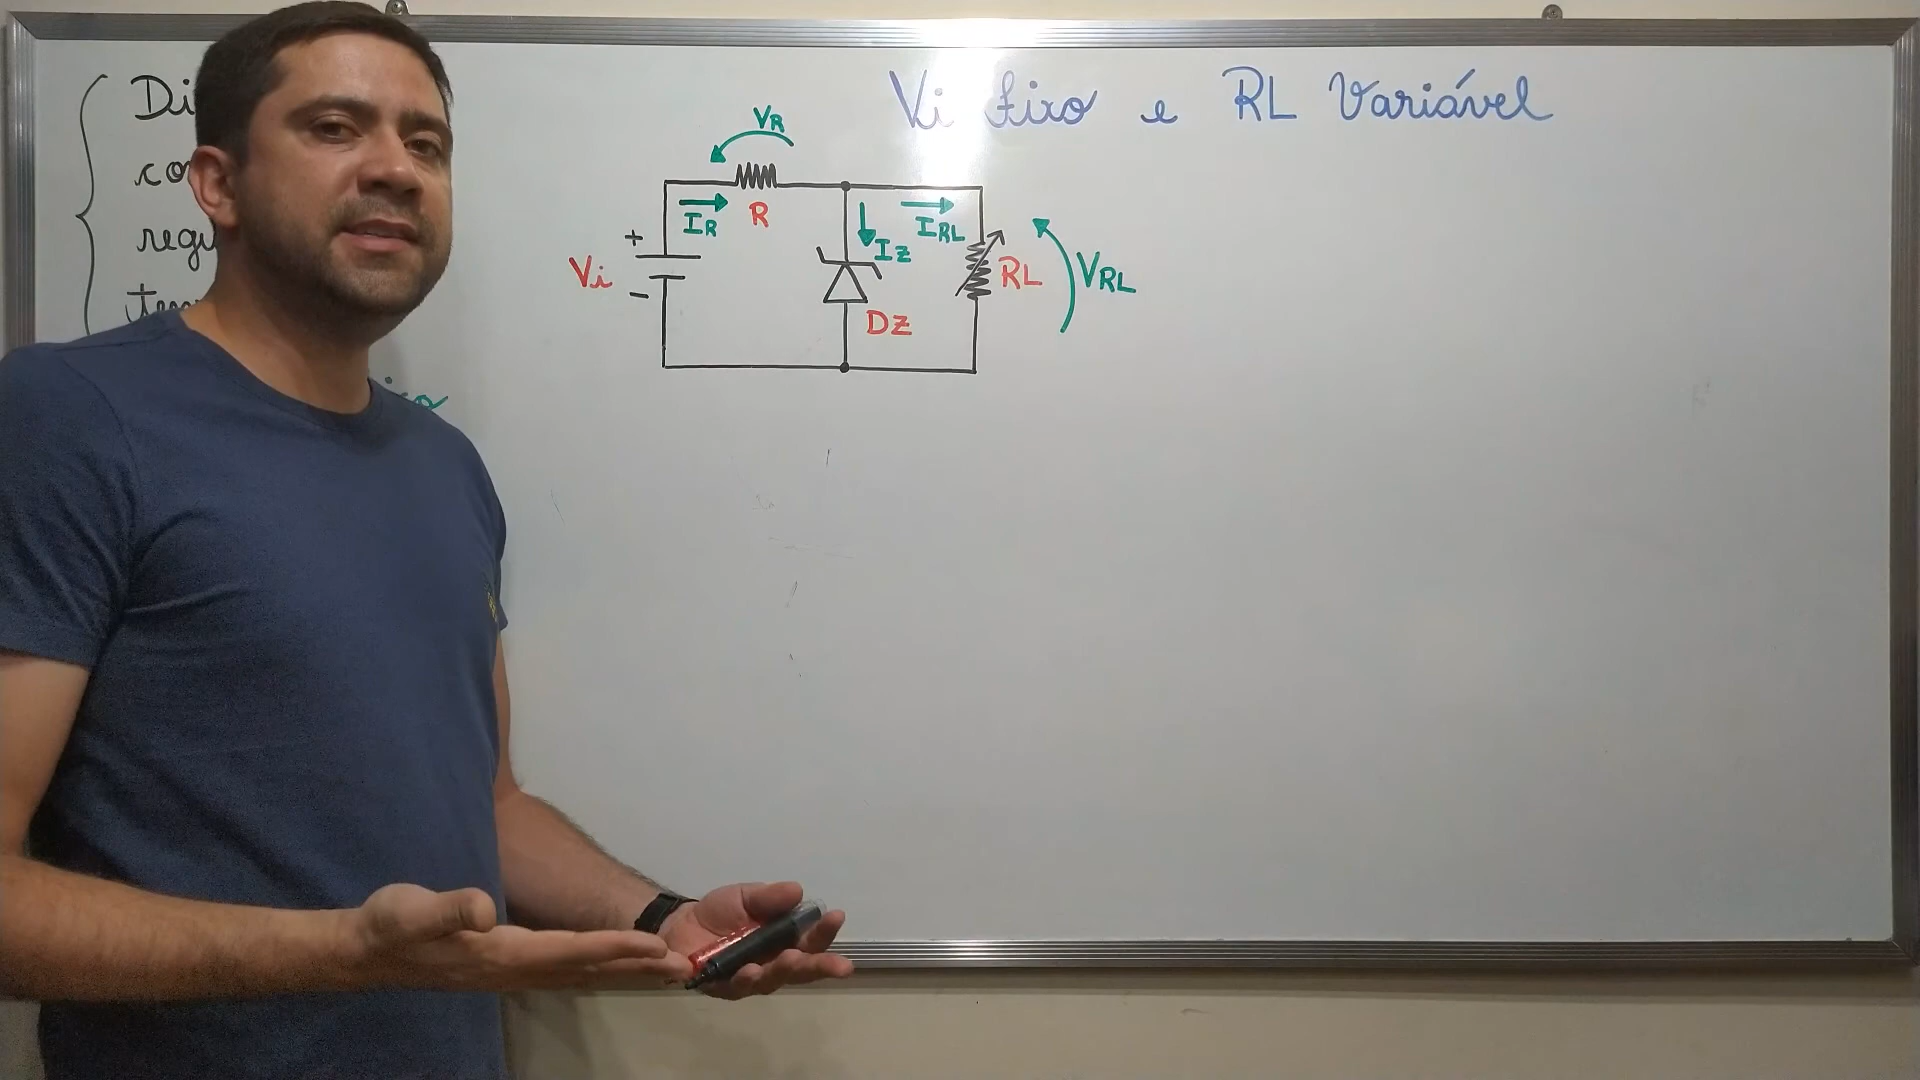 Vi fixo e RL Variável
VR
IR
R
IZ
IRL
+
Vi
-
DZ
RL
VRL